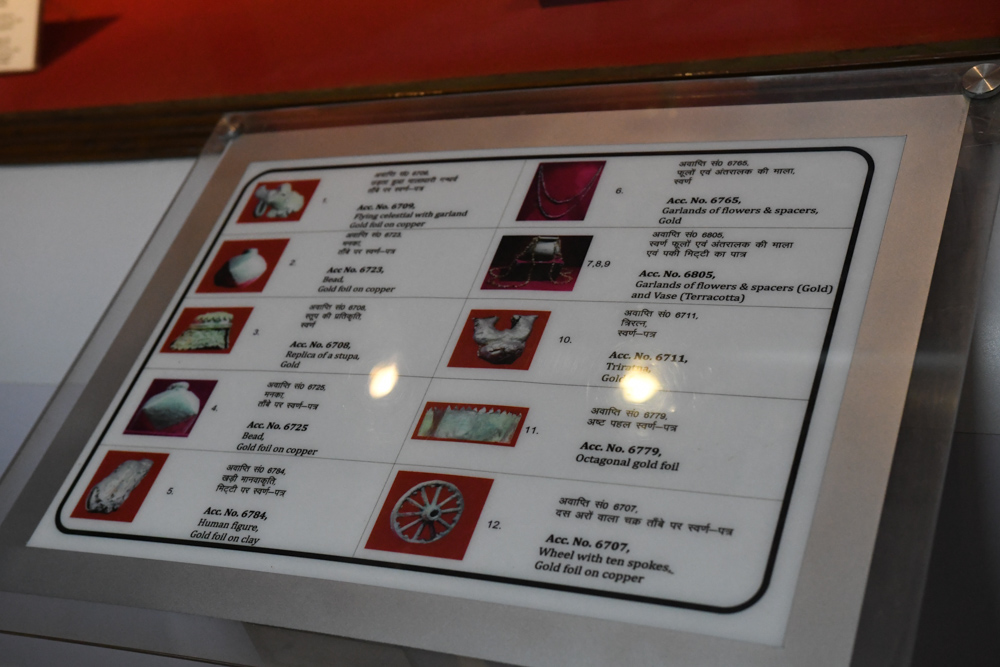 1.
अवाप्ति सं0 6709,
ताँबे पर स्वर्ण–पत्र
Acc. No. 6709,
Flying celestial with garland
Gold foil on copper
2.
अवाप्ति सं0 6723,
मनका,
ताँबे पर स्वर्ण–पत्र
Acc No. 6723,
Bead,
Gold foil on copper
3.
अवाप्ति सं0 6708,
स्तूप की प्रतिकृति,
स्वर्ण
Acc. No. 6708,
Replica of a stupa,
Gold
4.
अवाप्ति सं0 6725,
मनका,
ताँबे पर स्वर्ण–पत्र
Acc. No. 6725
Bead,
Gold foil on copper
5.
अवाप्ति सं0 6784,
खड़ी मानवाकृति
मिट्टी पर स्वर्ण–पत्र
Acc. No. 6784,
Human figure,
Gold foil on clay
6.
अवाप्ति सं0 6765,
फूलों एवं अंतरालक की माला,
स्वर्ण
Acc. No. 6765,
Garlands of flowers & spacers,
Gold
7,8,9
अवाप्ति सं0 6805,
स्वर्ण फूलों एवं अंतरालक की माला
एवं पकी मिट्टी का पात्र
Acc. No. 6805,
Garlands of flowers & spacers (Gold)
and Vase (Terracotta)
10.
अवाप्ति सं0 6711,
त्रिरत्न,
स्वर्ण–पत्र
Acc. No. 6711,
Gold
11.
अवाप्ति सं0 6779,
अष्ट पहल स्वर्ण–पत्र
Acc. No. 6779,
Octagonal gold foil
12.
अवाप्ति सं0 6707,
दस अरों वाला चक्र ताँबे पर स्वर्ण–पत्र
Acc. No. 6707,
Wheel with ten spokes,
Gold foil on copper